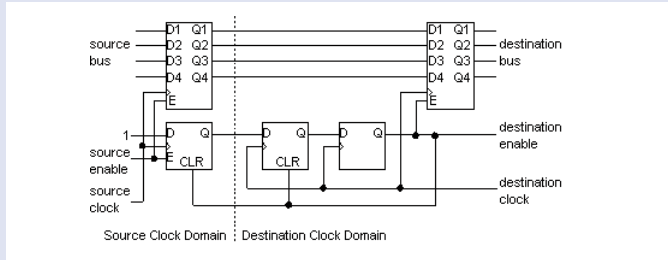 D1 Q1
D1 Q1
source
D2 Q2
D2 Q2
destination
bus
D3 Q3
D3 Q3
bus
D4 Q4
D4 Q4
E
E
1
D Q
D Q
D Q
destination
enable
source
enable
E
CLR
CLR
source
clock
destination
clock
Source Clock Domain
Destination Clock Domain